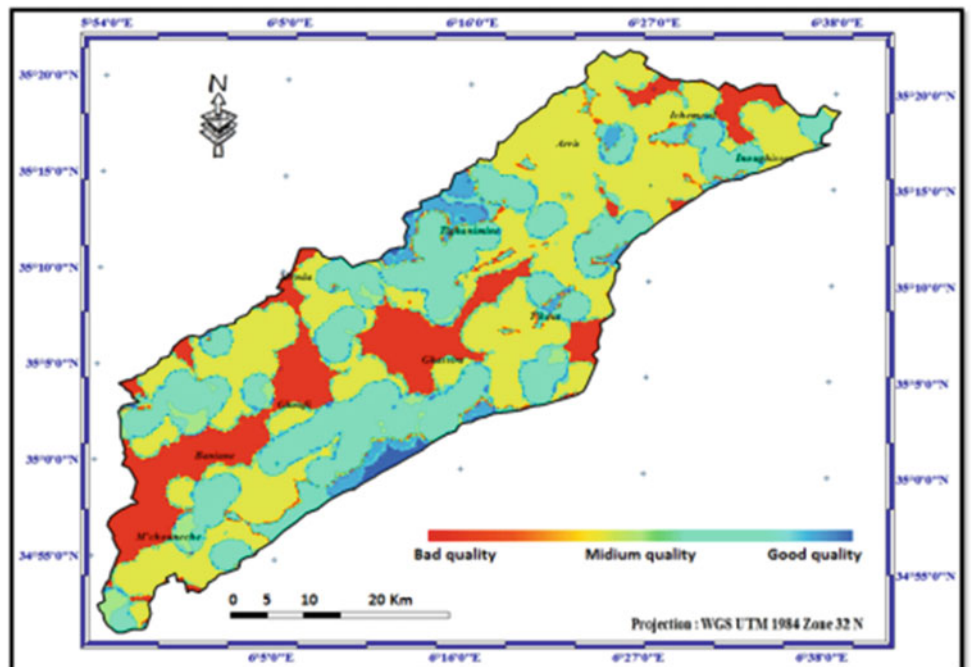 5°54'0"E 6°5'0"E 6°16'0"E 6°27'0"E 6°38'0"E
35°20'0"N
35°20'0"N
N
Arris
Ichemoul
Inoughissen
35°15'0"N
35°15'0"N
Tighanimine
35°10'0"N
35°10'0"N
T'kout
35°5'0"N
Ghassira
35°5'0"N
Ghoufi
35°0'0"N
Baniane
35°0'0"N
M'chouneche
34°55'0"N
Bad quality Midium quality Good quality
34°55'0"N
0 5 10 20 Km
Projection : WGS UTM 1984 Zone 32 N
6°5'0"E 6°16'0"E 6°27'0"E 6°38'0"E